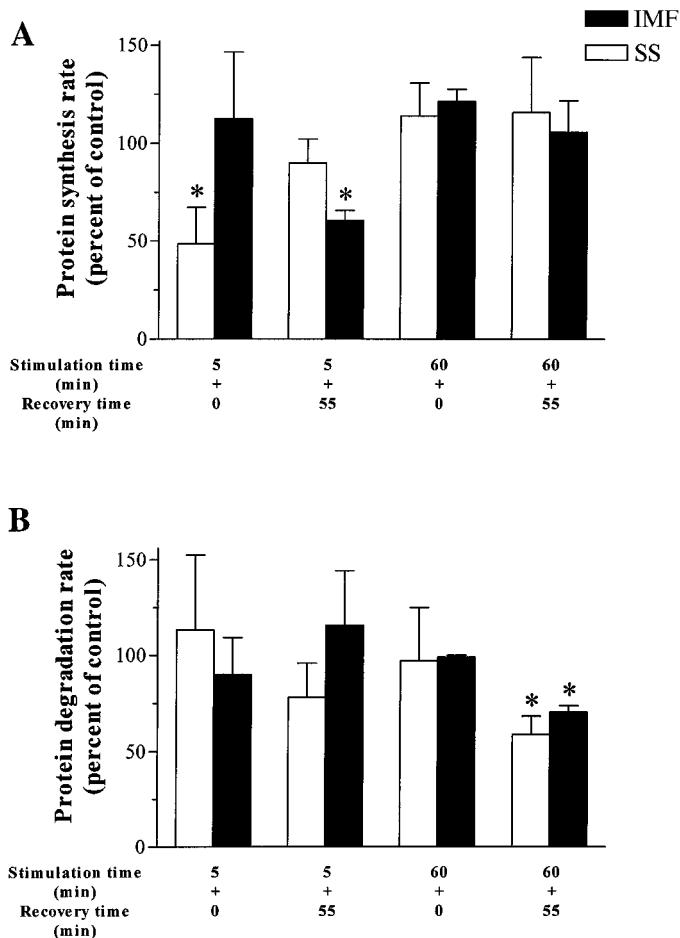 IMF
SS
A
Protein synthesis rate
(percent of control)
150
100
50
0
*
*
Stimulation time 5 5 60 60
(min) + + + +
Recovery time 0 55 0 55
(min)
B
Protein degradation rate
(percent of control)
150
100
50
0
*
*
Stimulation time 5 5 60 60
(min) + + + +
Recovery time 0 55 0 55
(min)